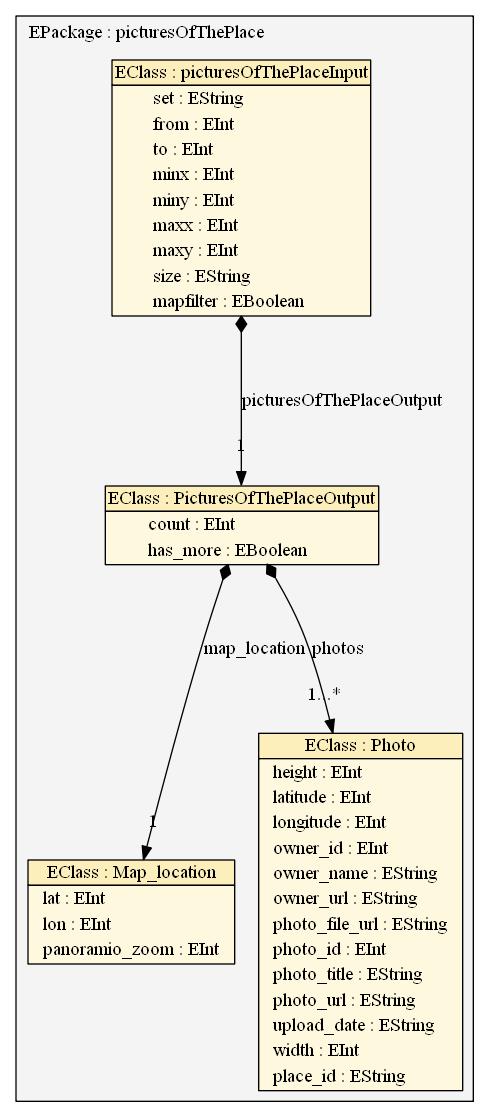 EPackage : picturesOfThePlace
EClass : picturesOfThePlaceInput
set : EString
from : EInt
to : EInt
minx : EInt
miny : EInt
maxx : EInt
maxy : EInt
size : EString
mapfilter : EBoolean
picturesOfThePlaceOutput
1
EClass : PicturesOfThePlaceOutput
count : EInt
has_more : EBoolean
map_location
photos
1...*
1
EClass : Map_location
lat : EInt
lon : EInt
panoramio_zoom : EInt
EClass : Photo
height : EInt
latitude : EInt
longitude : EInt
owner_id : EInt
owner_name : EString
owner_url : EString
photo_file_url : EString
photo_id : EInt
photo_title : EString
photo_url : EString
upload_date : EString
width : EInt
place_id : EString